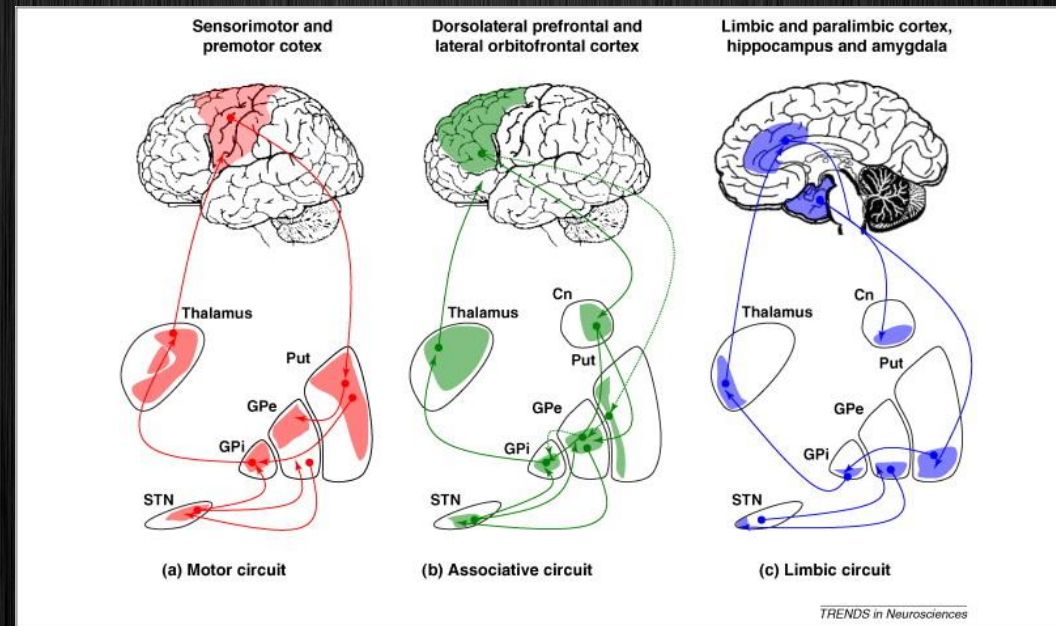 Sensorimotor and
premotor cotex
Dorsolateral prefrontal and
lateral orbitofrontal cortex
Limbic and paralimbic cortex,
hippocampus and amygdala
Thalamus
Put
GPe
GPi
STN
(a) Motor circuit
Cn
Thalamus
Put
GPe
GPi
STN
(b) Associative circuit
Cn
Thalamus
Put
GPe
GPi
STN
(c) Limbic circuit
TRENDS in Neurosciences